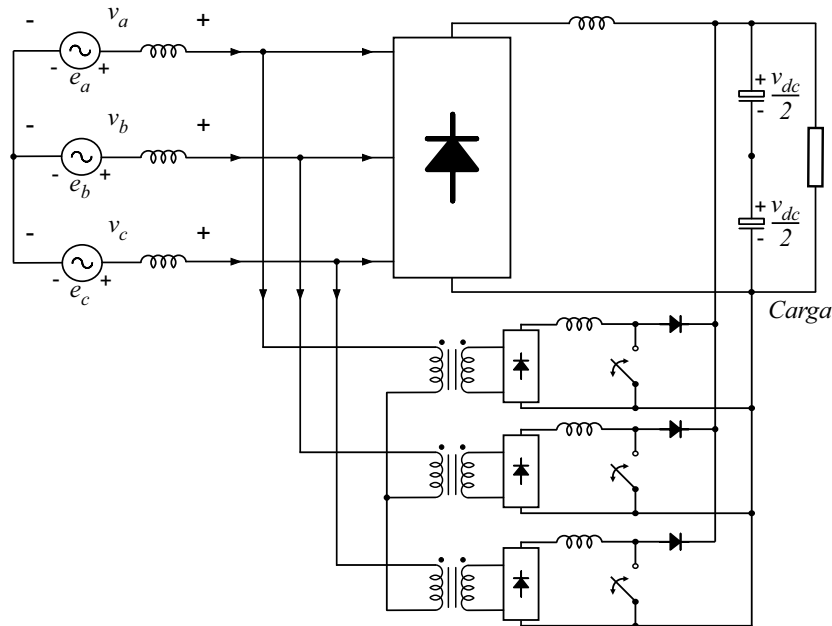 - v_a +
- e_a +
- v_b +
- e_b +
- v_c +
- e_c +
+ v_dc/2 -
+ v_dc/2 -
Carga